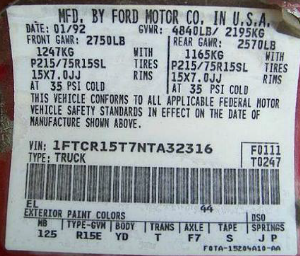 MFD. BY FORD MOTOR CO. IN U.S.A.
DATE: 01/92 GVWR: 4840LB/ 2195KG
FRONT GAWR: 2750LB REAR GAWR: 2570LB
1247KG WITH 1165KG WITH
P215/75R15SL TIRES P215/75R15SL TIRES
15X7.0JJ RIMS 15X7.0JJ RIMS
AT 35 PSI COLD AT 35 PSI COLD
THIS VEHICLE CONFORMS TO ALL APPLICABLE FEDERAL MOTOR
VEHICLE SAFETY STANDARDS IN EFFECT ON THE DATE OF
MANUFACTURE SHOWN ABOVE.
VIN: 1FTCR15T7NTA32316 F0111
TYPE: TRUCK T0247
EL 44
EXTERIOR PAINT COLORS DSO
WB TYPE-GVW BODY TRANS AXLE TAPE SPRINGS
125 R15E YD T F7 S J P
F0TA-15204A10-AA